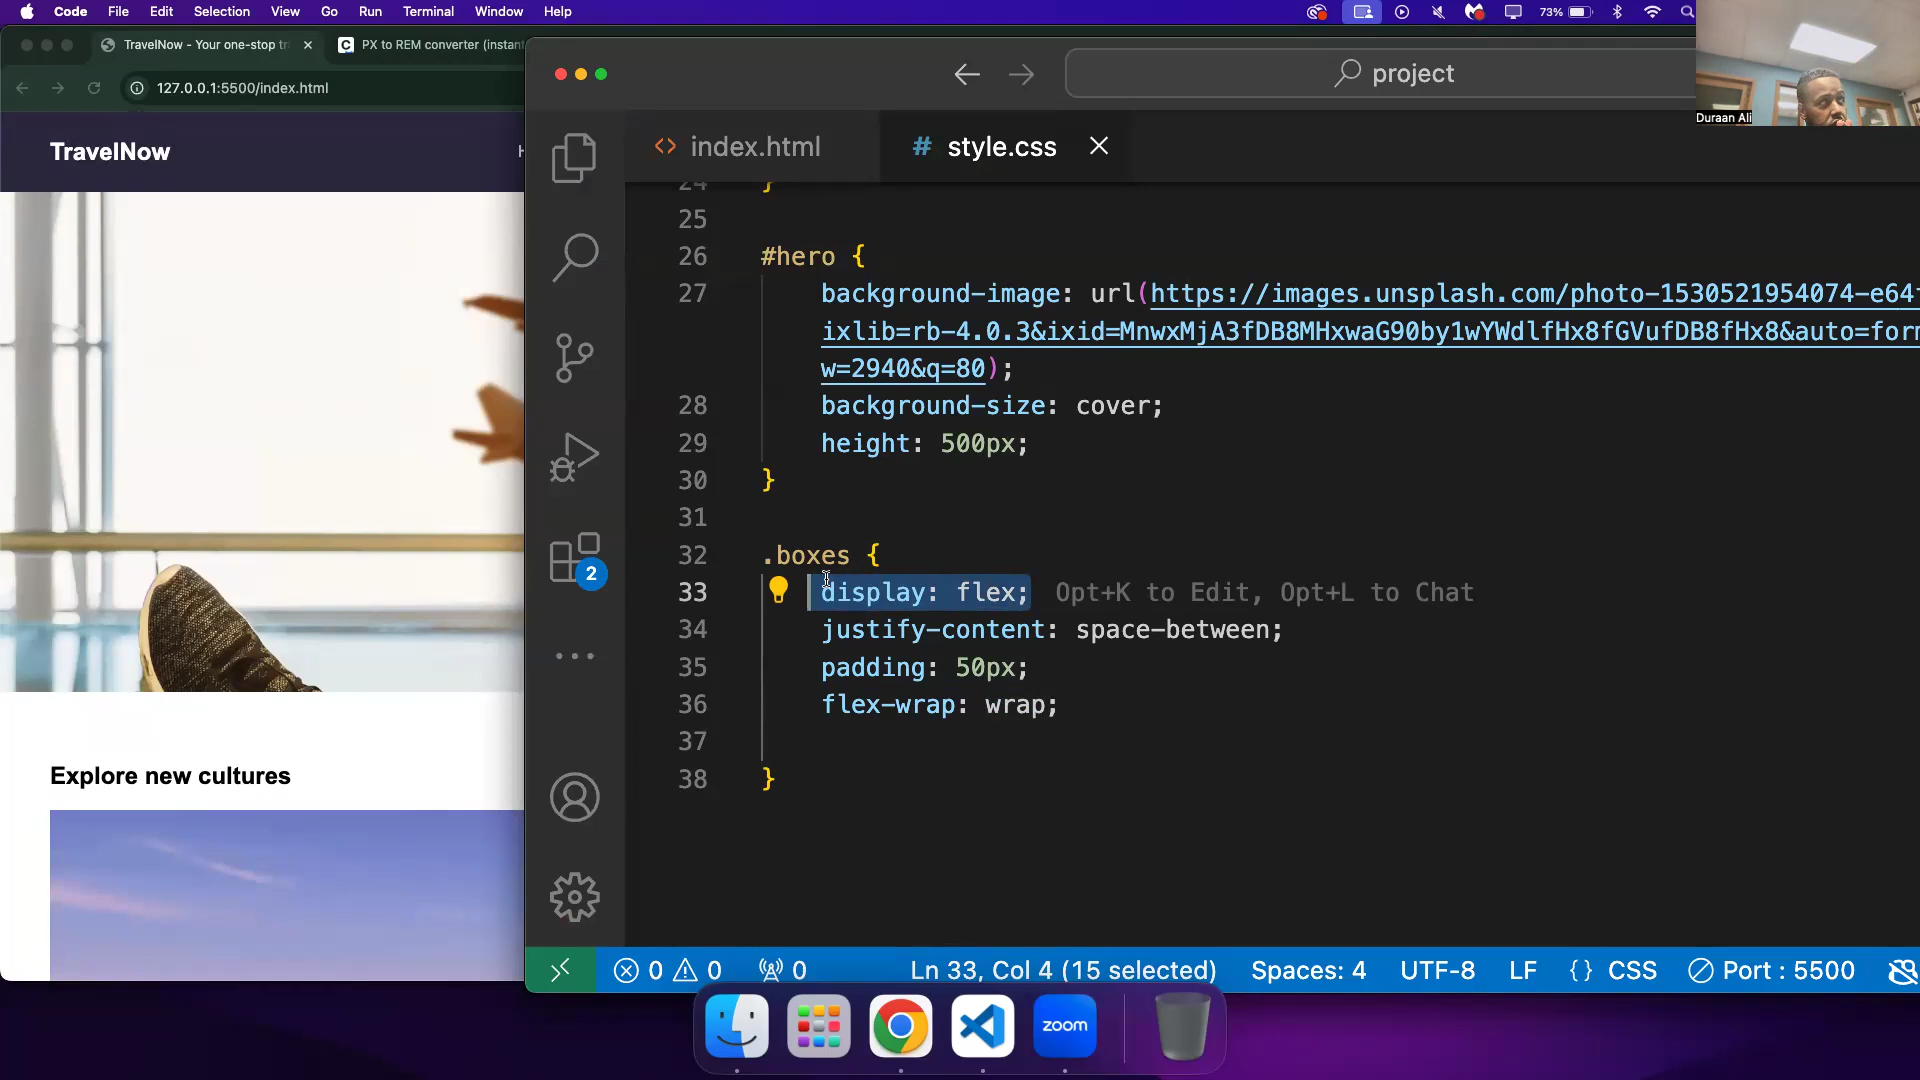 Code File Edit Selection View Go Run Terminal Window Help
73%
TravelNow - Your one-stop
PX to REM converter (instant
127.0.0.1:5500/index.html
TravelNow
project
Duraan Ali
<> index.html
# style.css
24 }
25
26 #hero {
27 background-image: url(https://images.unsplash.com/photo-1530521954074-e64
ixlib=rb-4.0.3&ixid=MnwxMjA3fDB8MHxwaG90by1wYWdlfHx8fGVufDB8fHx8&auto=for
w=2940&q=80);
28 background-size: cover;
29 height: 500px;
30 }
31
32 .boxes {
33 display: flex; Opt+K to Edit, Opt+L to Chat
34 justify-content: space-between;
35 padding: 50px;
36 flex-wrap: wrap;
37
38 }
2
Explore new cultures
0 0 0 Ln 33, Col 4 (15 selected) Spaces: 4 UTF-8 LF {} CSS Port : 5500
zoom